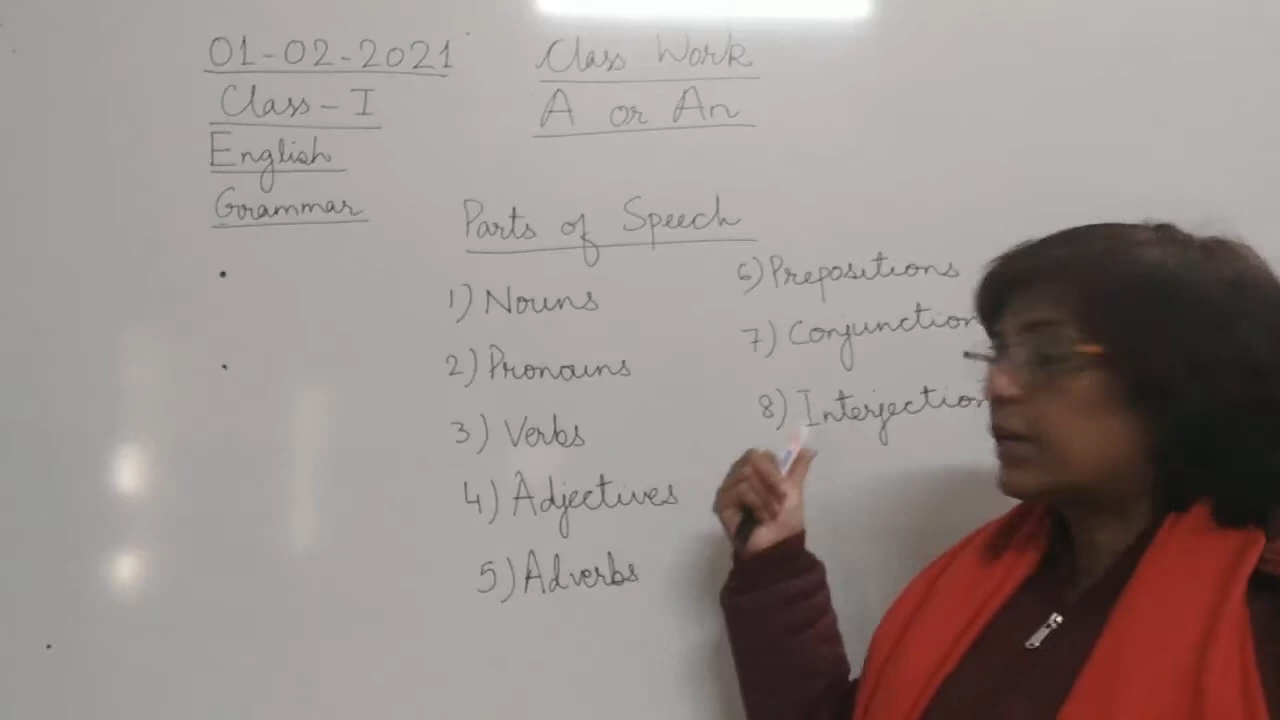 01-02-2021
Class Work
Class - I
A or An
English
Grammar
Parts of Speech
1) Nouns
2) Pronouns
3) Verbs
4) Adjectives
5) Adverbs
6) Prepositions
7) Conjunction
8) Interjection